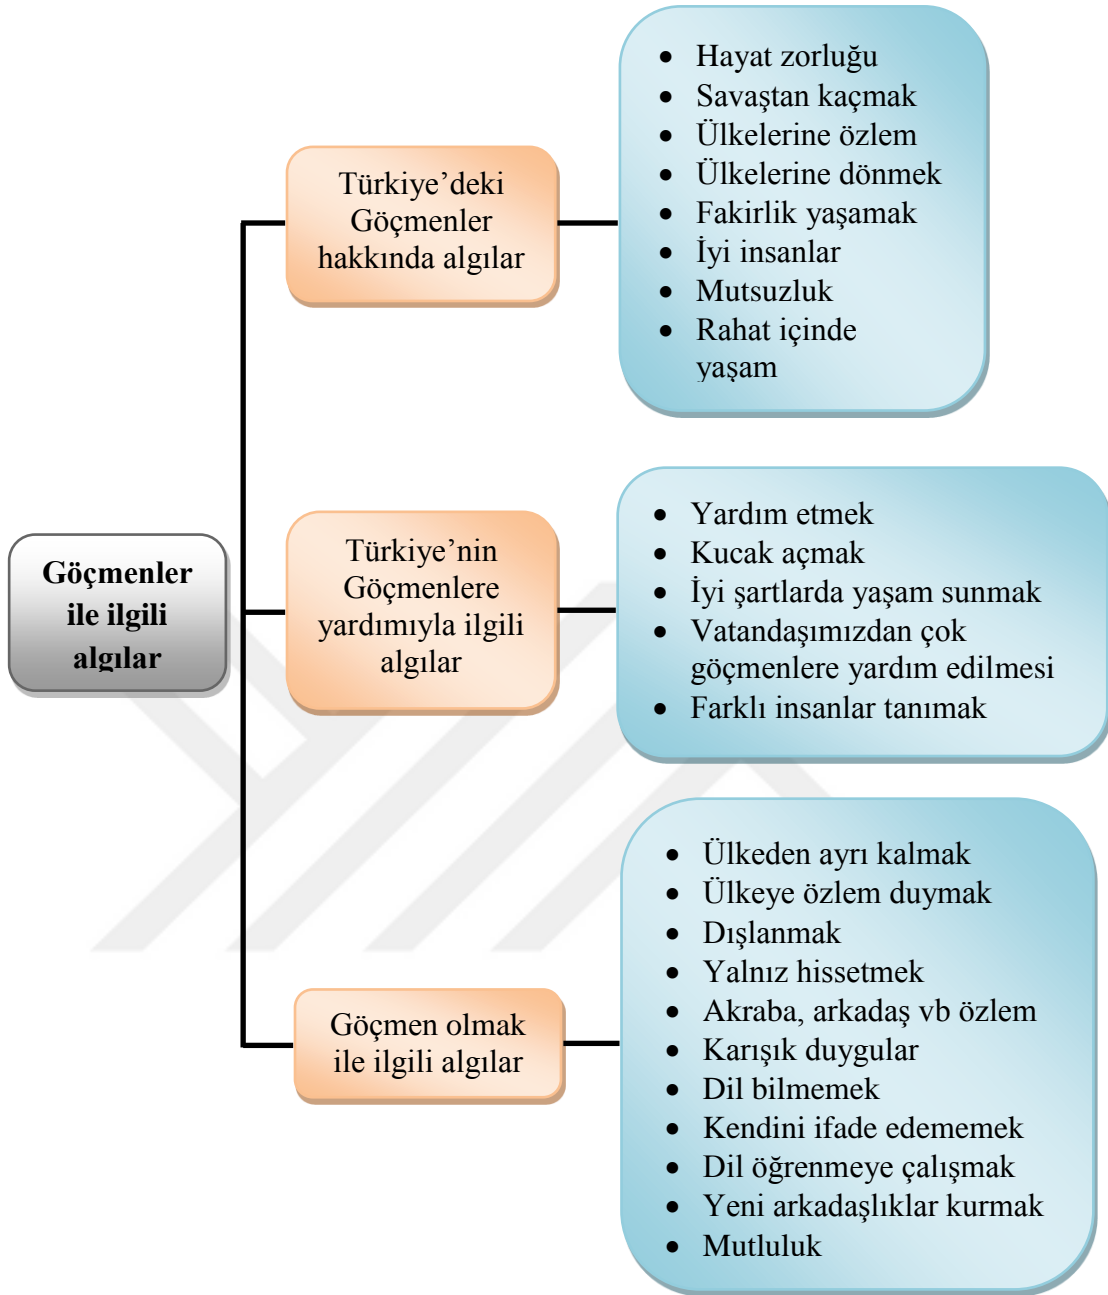 Göçmenler
ile ilgili
algılar
Türkiye’deki
Göçmenler
hakkında algılar
• Hayat zorluğu
• Savaştan kaçmak
• Ülkelerine özlem
• Ülkelerine dönmek
• Fakirlik yaşamak
• İyi insanlar
• Mutsuzluk
• Rahat içinde
yaşam
Türkiye’nin
Göçmenlere
yardımıyla ilgili
algılar
• Yardım etmek
• Kucak açmak
• İyi şartlarda yaşam sunmak
• Vatandaşımızdan çok
göçmenlere yardım edilmesi
• Farklı insanlar tanımak
Göçmen olmak
ile ilgili algılar
• Ülkeden ayrı kalmak
• Ülkeye özlem duymak
• Dışlanmak
• Yalnız hissetmek
• Akraba, arkadaş vb özlem
• Karışık duygular
• Dil bilmemek
• Kendini ifade edememek
• Dil öğrenmeye çalışmak
• Yeni arkadaşlıklar kurmak
• Mutluluk